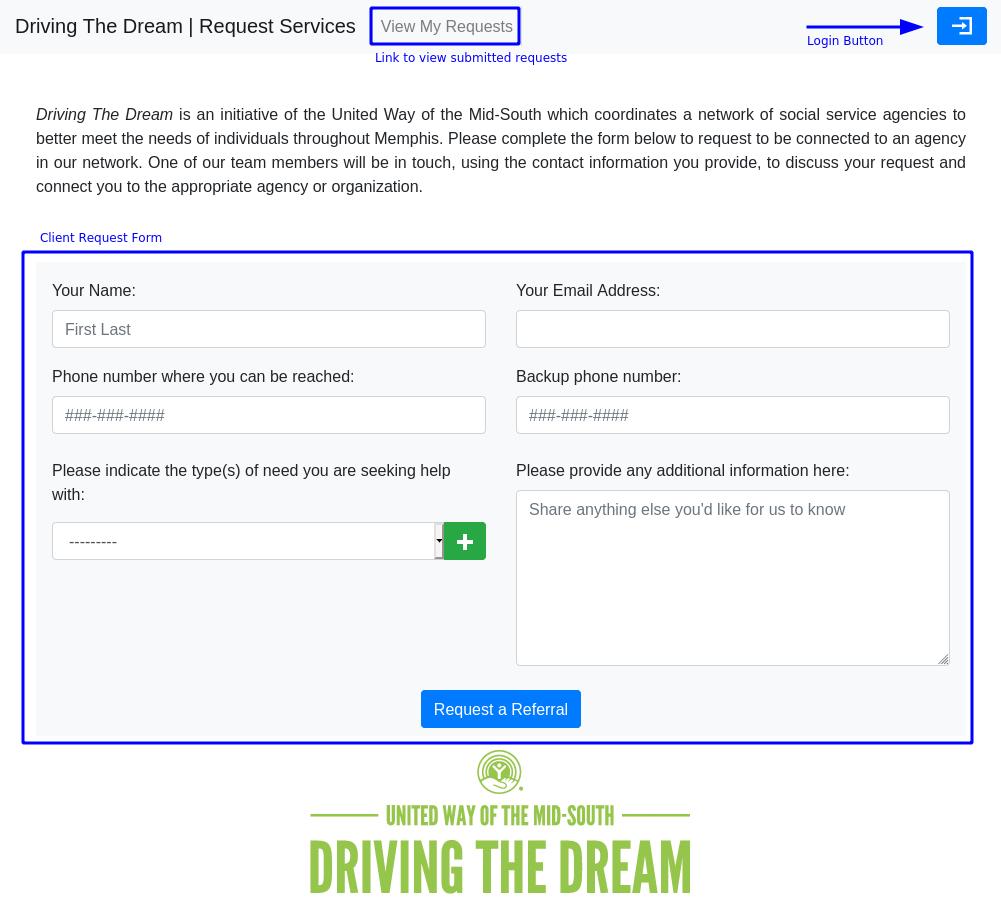 Driving The Dream | Request Services View My Requests
Login Button
Link to view submitted requests
Driving The Dream is an initiative of the United Way of the Mid-South which coordinates a network of social service agencies to
better meet the needs of individuals throughout Memphis. Please complete the form below to request to be connected to an agency
in our network. One of our team members will be in touch, using the contact information you provide, to discuss your request and
connect you to the appropriate agency or organization.
Client Request Form
Your Name:
First Last
Your Email Address:
Phone number where you can be reached:
###-###-####
Backup phone number:
###-###-####
Please indicate the type(s) of need you are seeking help
with:
---------
Please provide any additional information here:
Share anything else you'd like for us to know
Request a Referral
UNITED WAY OF THE MID-SOUTH
DRIVING THE DREAM